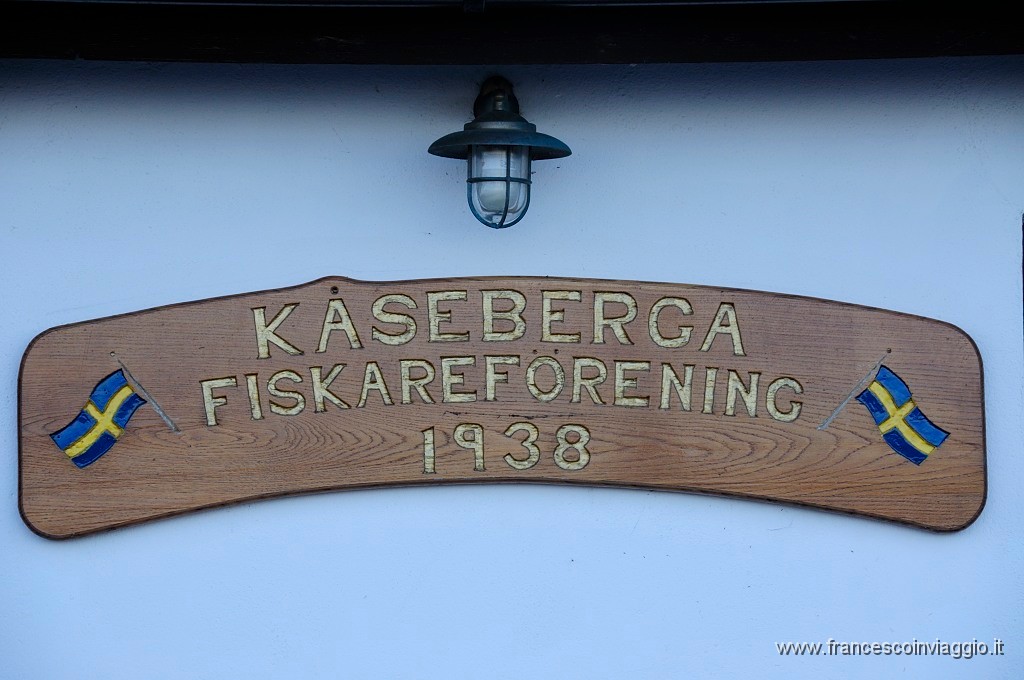 KÅSEBERGA
FISKAREFÖRENING
1938
www.francescoinviaggio.it